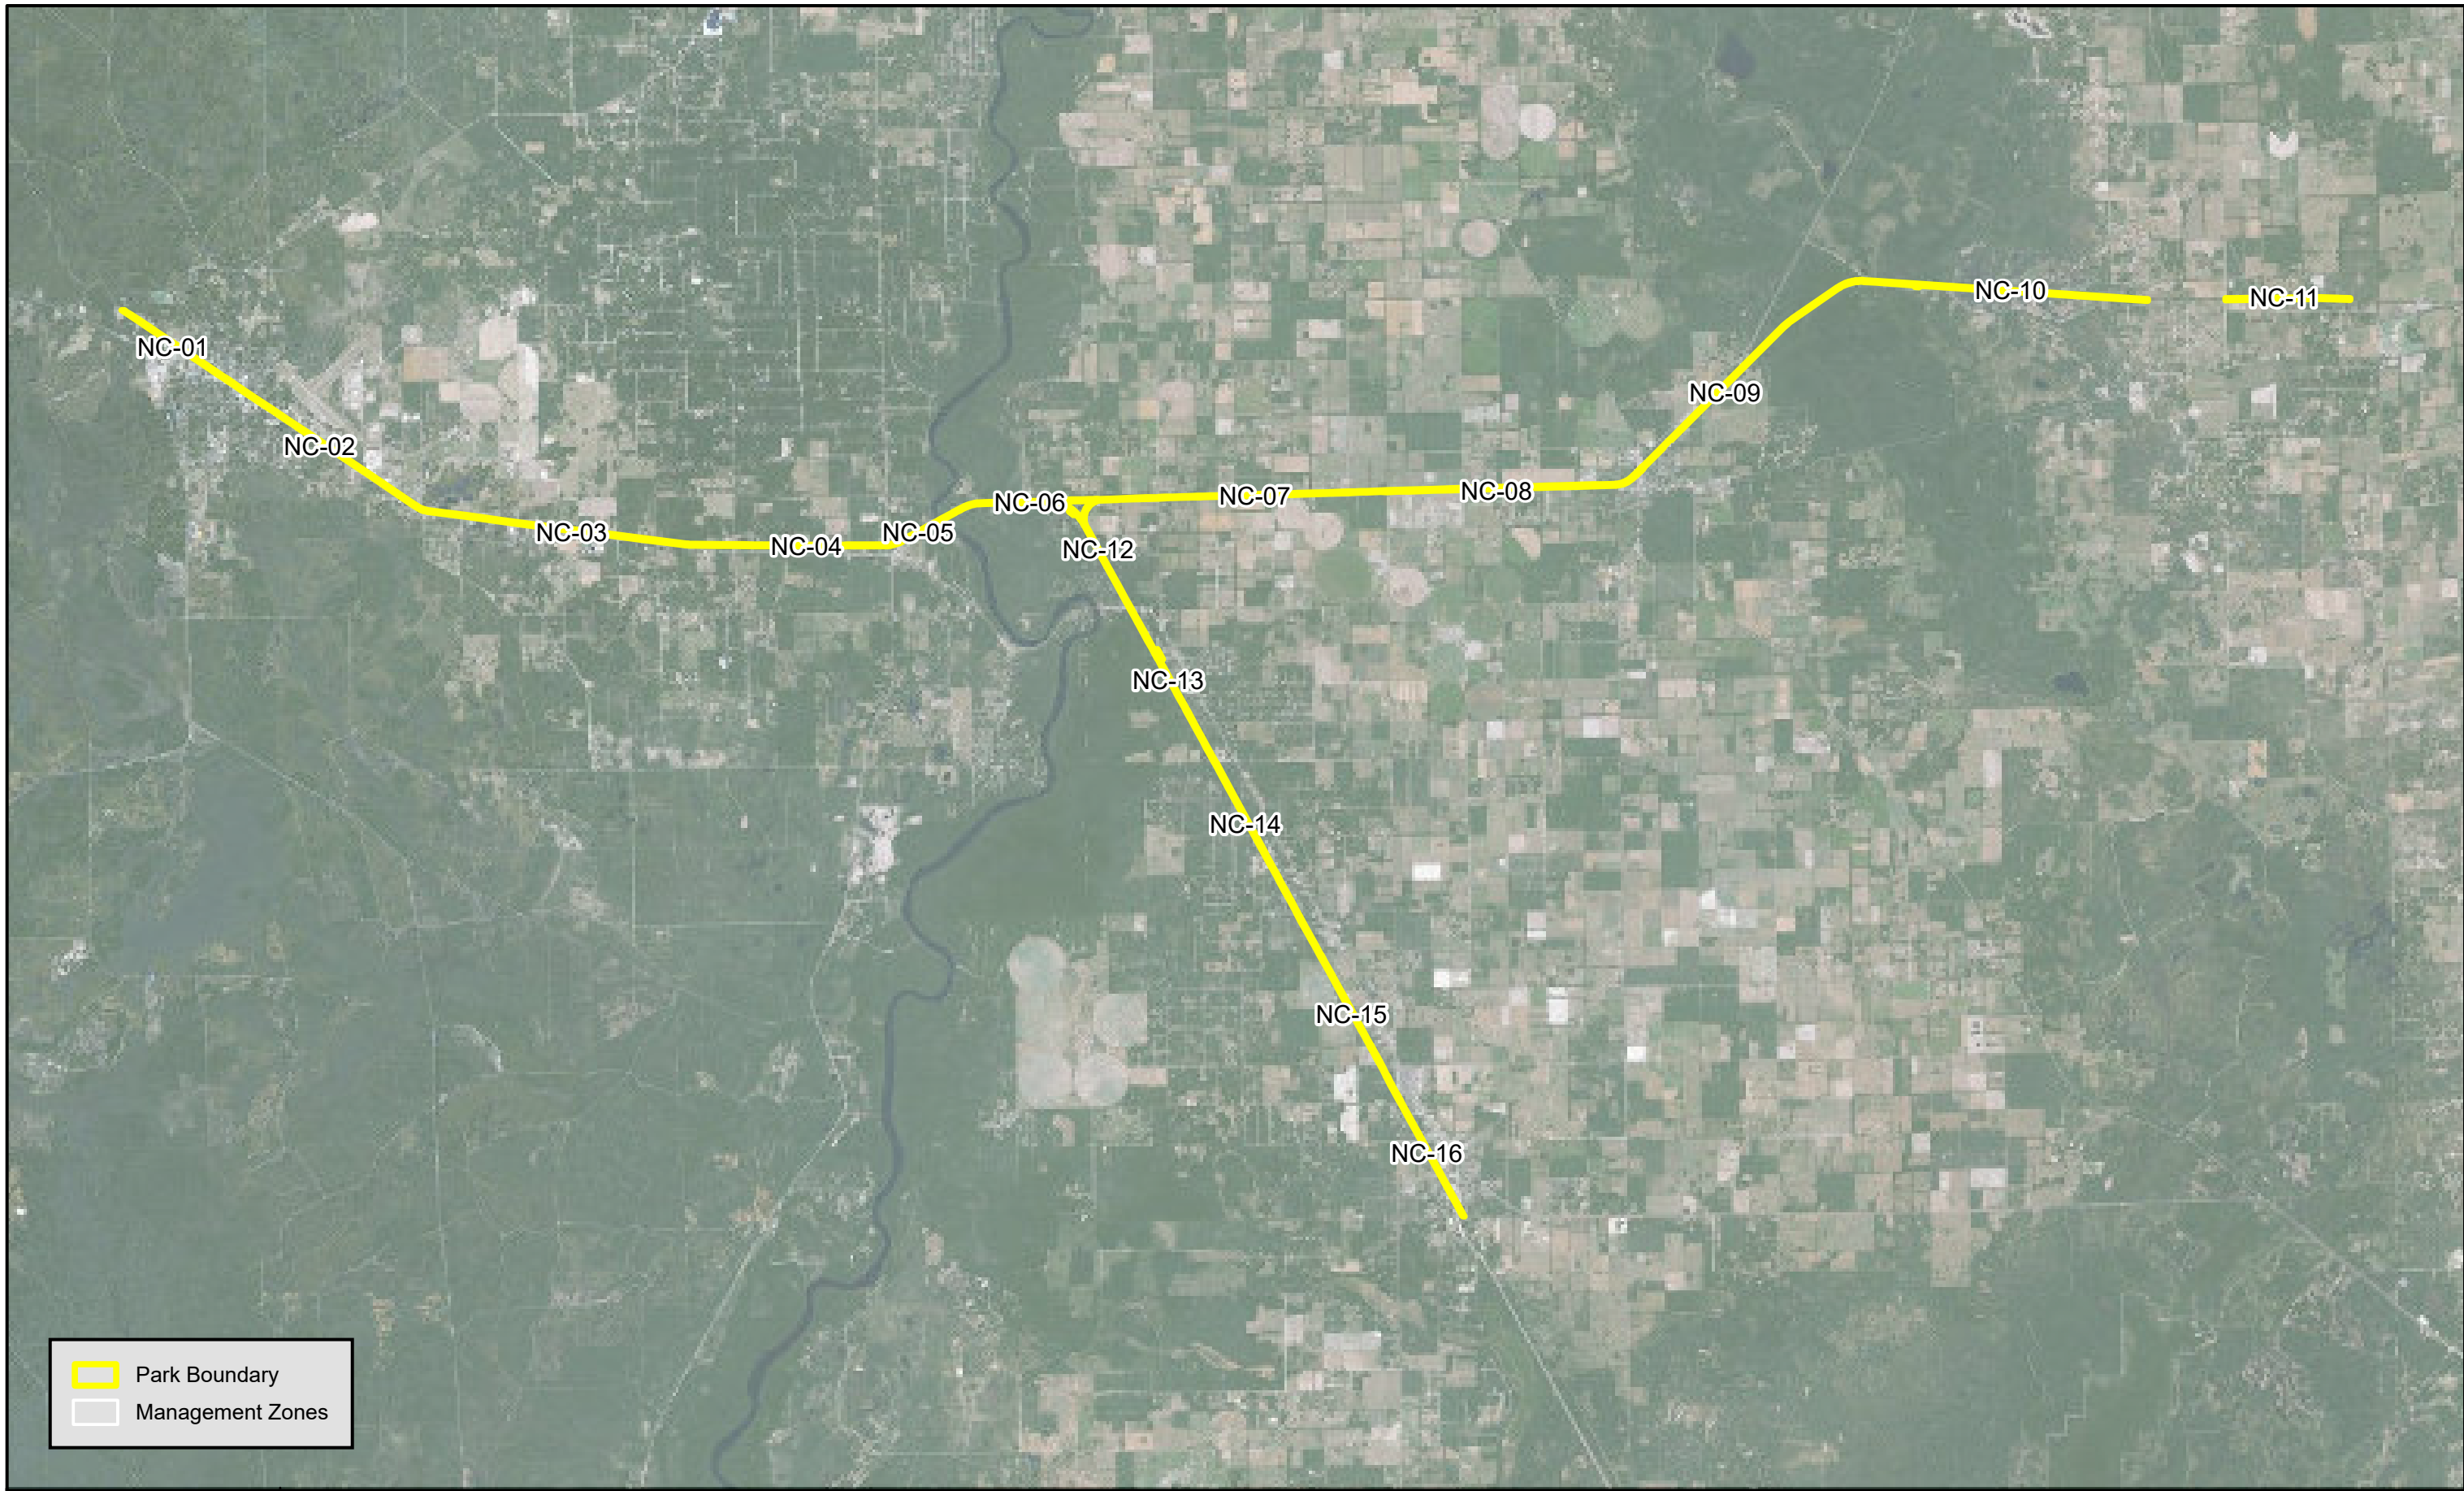 NC-01
NC-02
NC-03
NC-04
NC-05
NC-06
NC-07
NC-08
NC-09
NC-10
NC-11
NC-12
NC-13
NC-14
NC-15
NC-16
Park Boundary
Management Zones